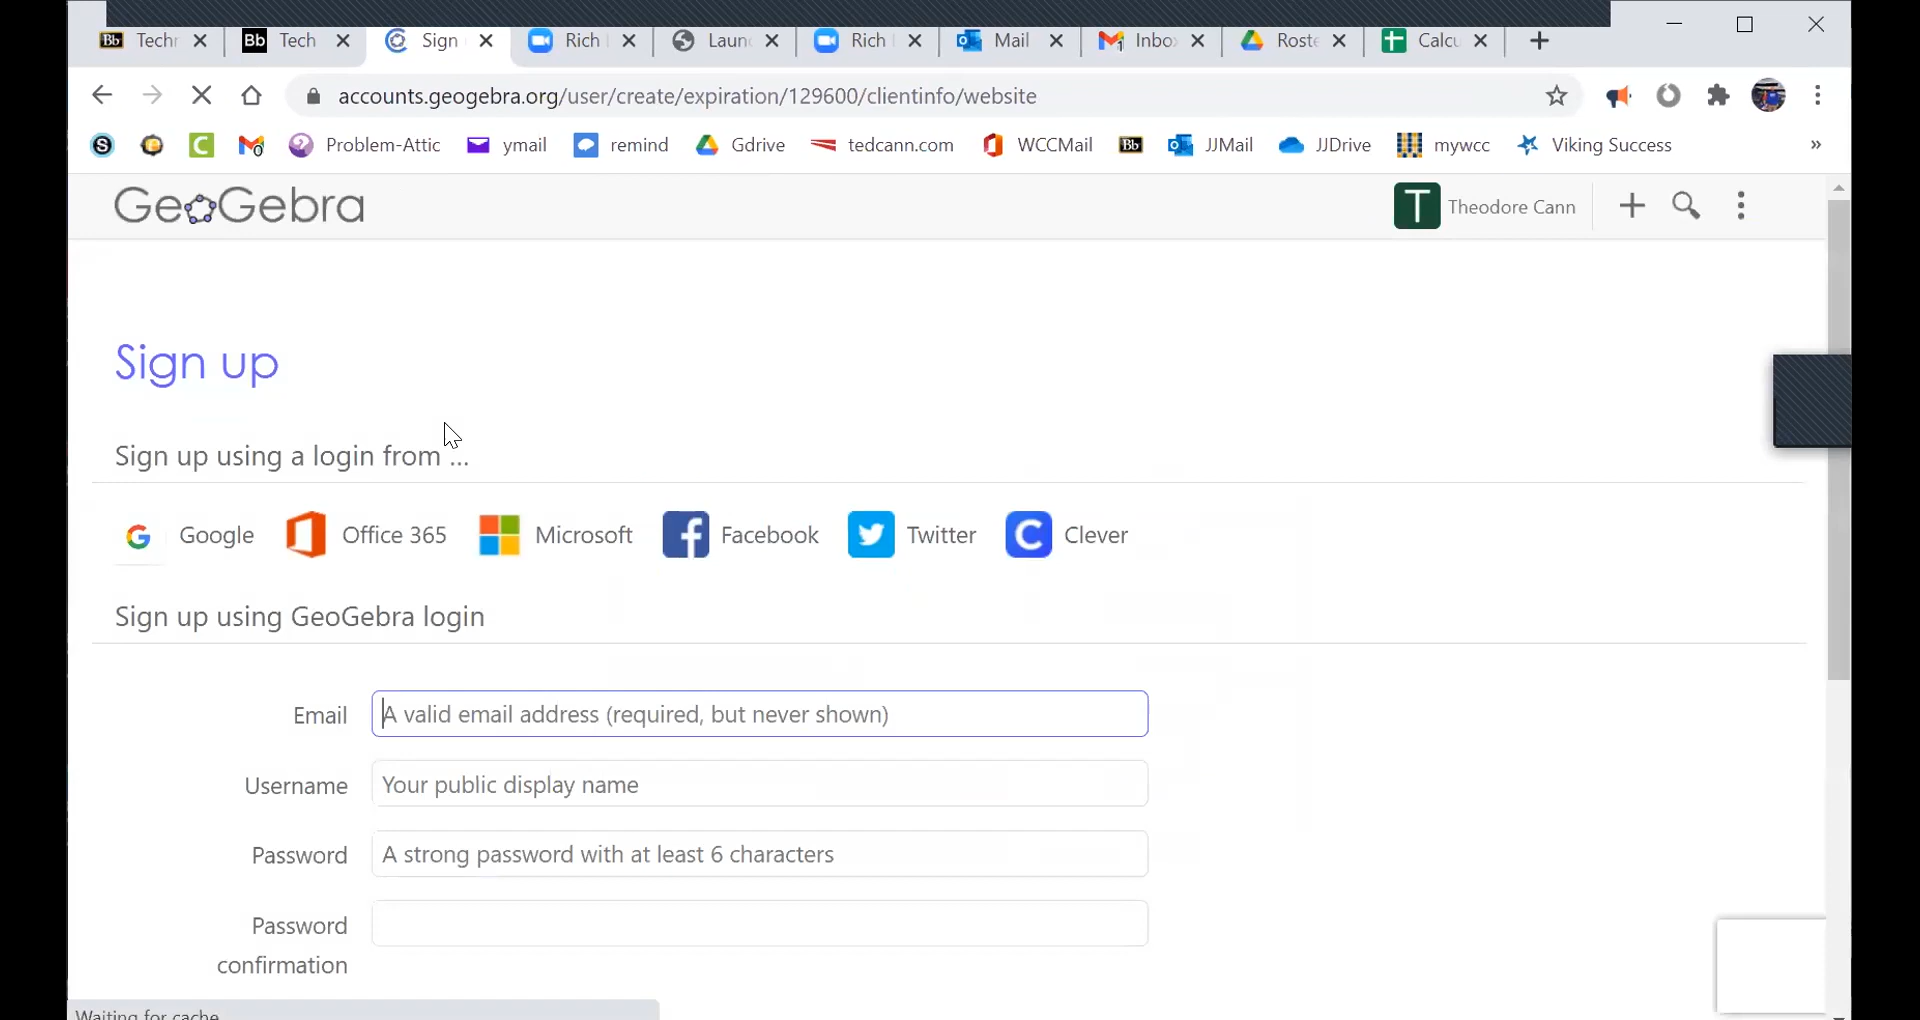 Bb Techn Bb Tech Sign Rich Laun Rich Mail Inbo Roste Calcu
accounts.geogebra.org/user/create/expiration/129600/clientinfo/website
Problem-Attic ymail remind Gdrive tedcann.com WCCMail Bb JJMail JJDrive mywcc Viking Success »
GeoGebra T Theodore Cann
Sign up
Sign up using a login from ...
Google Office 365 Microsoft Facebook Twitter Clever
Sign up using GeoGebra login
Email A valid email address (required, but never shown)
Username Your public display name
Password A strong password with at least 6 characters
Password
confirmation
Waiting for cache